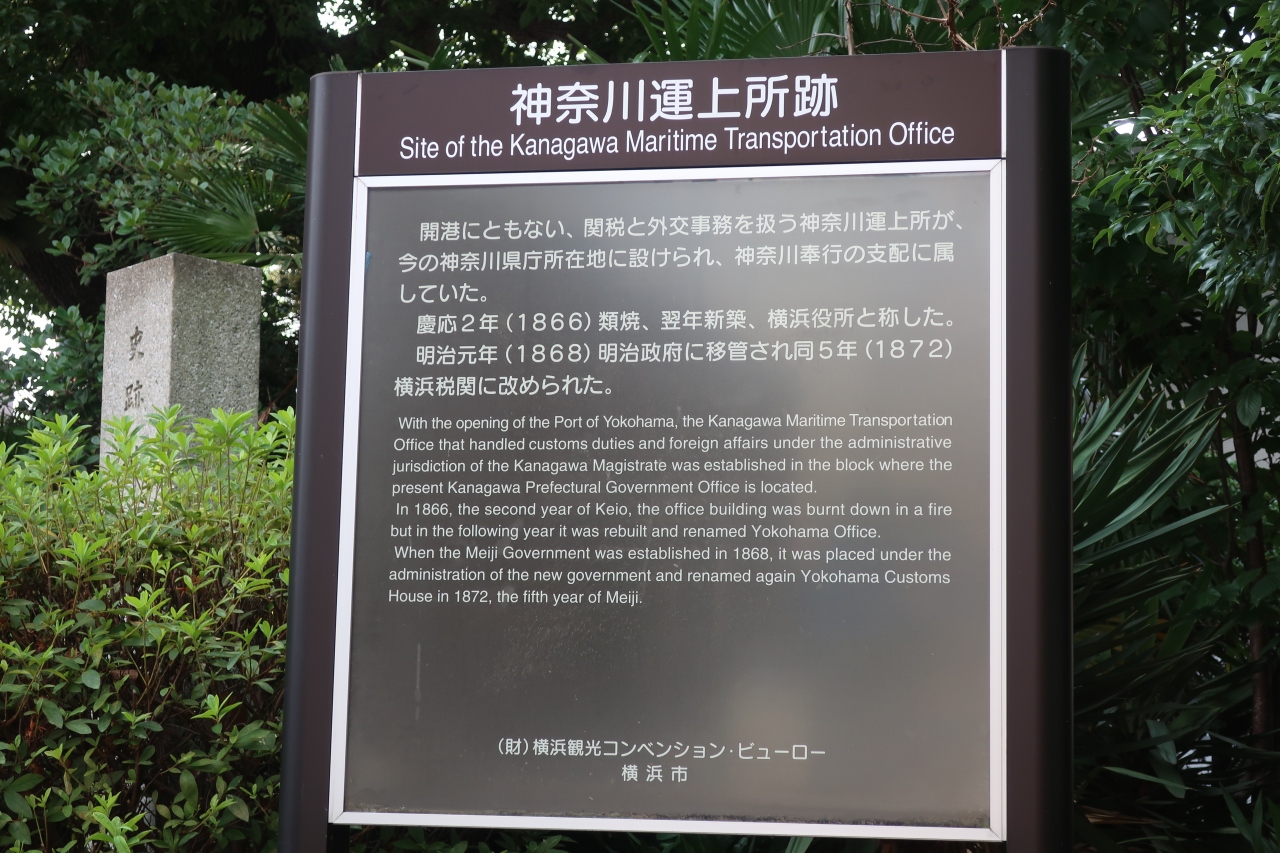 神奈川運上所跡
Site of the Kanagawa Maritime Transportation Office
開港にともない、関税と外交事務を扱う神奈川運上所が、
今の神奈川県庁所在地に設けられ、神奈川奉行の支配に属
していた。
慶応2年(1866)類焼、翌年新築、横浜役所と称した。
明治元年(1868)明治政府に移管され同5年(1872)
横浜税関に改められた。
With the opening of the Port of Yokohama, the Kanagawa Maritime Transportation
Office that handled customs duties and foreign affairs under the administrative
jurisdiction of the Kanagawa Magistrate was established in the block where the
present Kanagawa Prefectural Government Office is located.
In 1866, the second year of Keio, the office building was burnt down in a fire
but in the following year it was rebuilt and renamed Yokohama Office.
When the Meiji Government was established in 1868, it was placed under the
administration of the new government and renamed again Yokohama Customs
House in 1872, the fifth year of Meiji.
(財)横浜観光コンベンション・ビューロー
横浜市
史跡